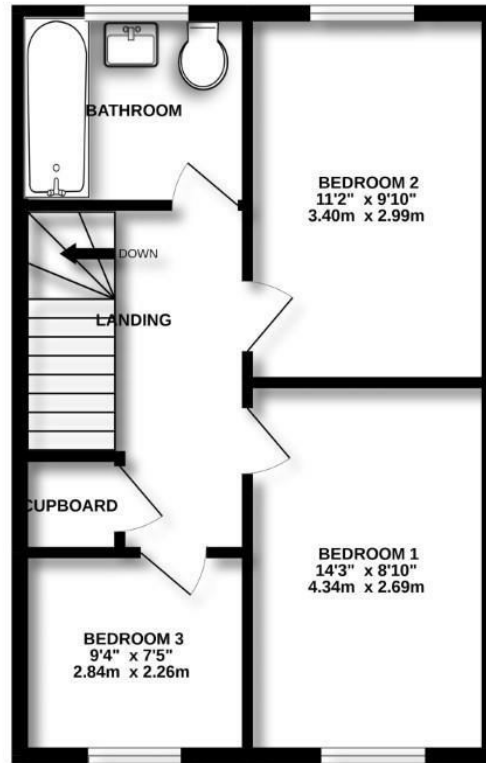 BATHROOM
BEDROOM 2
11'2" x 9'10"
3.40m x 2.99m
DOWN
LANDING
CUPBOARD
BEDROOM 1
14'3" x 8'10"
4.34m x 2.69m
BEDROOM 3
9'4" x 7'5"
2.84m x 2.26m